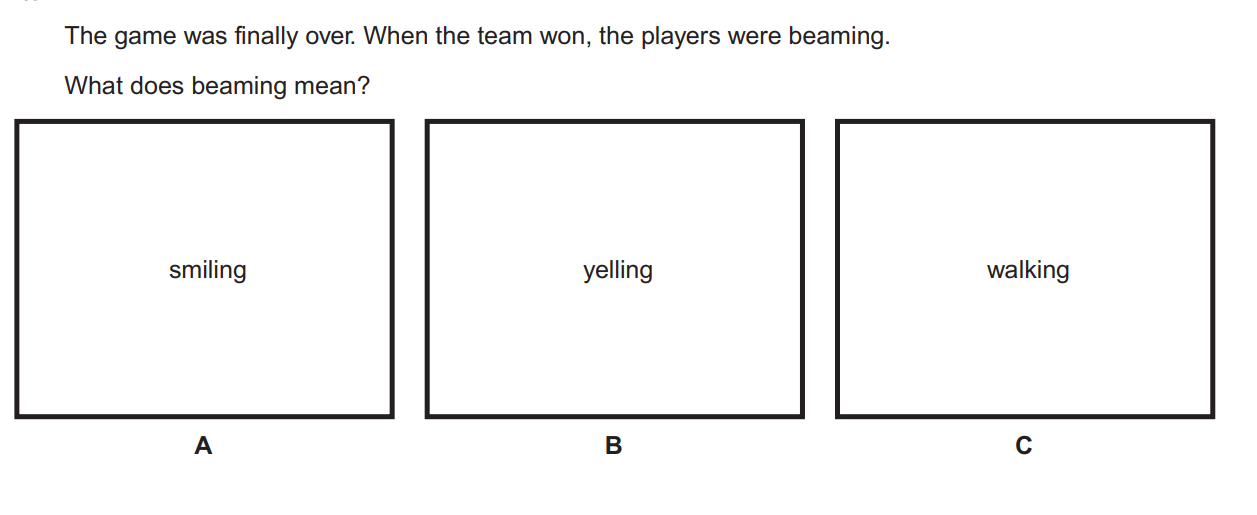 The game was finally over. When the team won, the players were beaming.
What does beaming mean?
smiling
yelling
walking
A
B
C